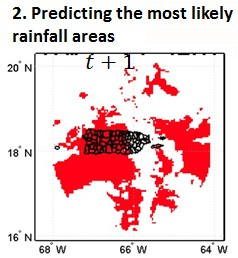 2. Predicting the most likely
rainfall areas
t + 1
20° N
18° N
16° N
68° W
66° W
64° W